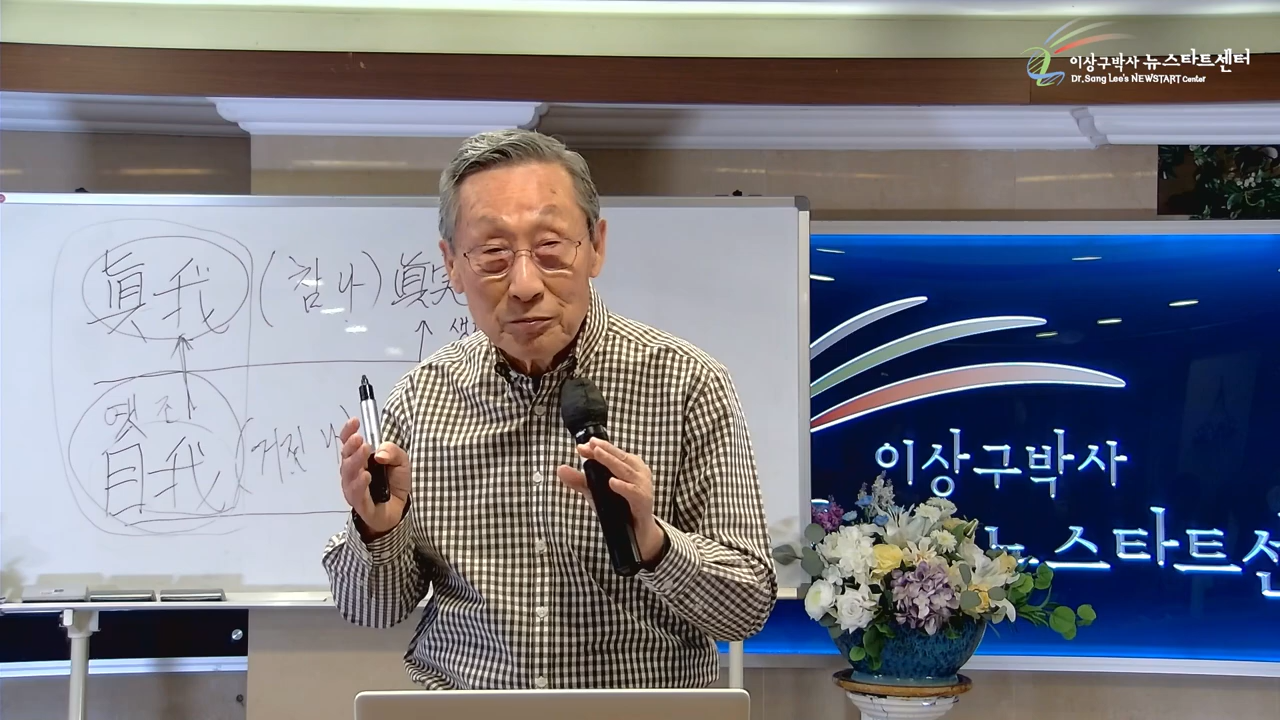 이상구박사 뉴스타트센터
Dr. Sang Lee's NEWSTART Center
眞我 (참나) 眞
↑
옛
自我 (거짓 나)
이상구박사
뉴스타트센